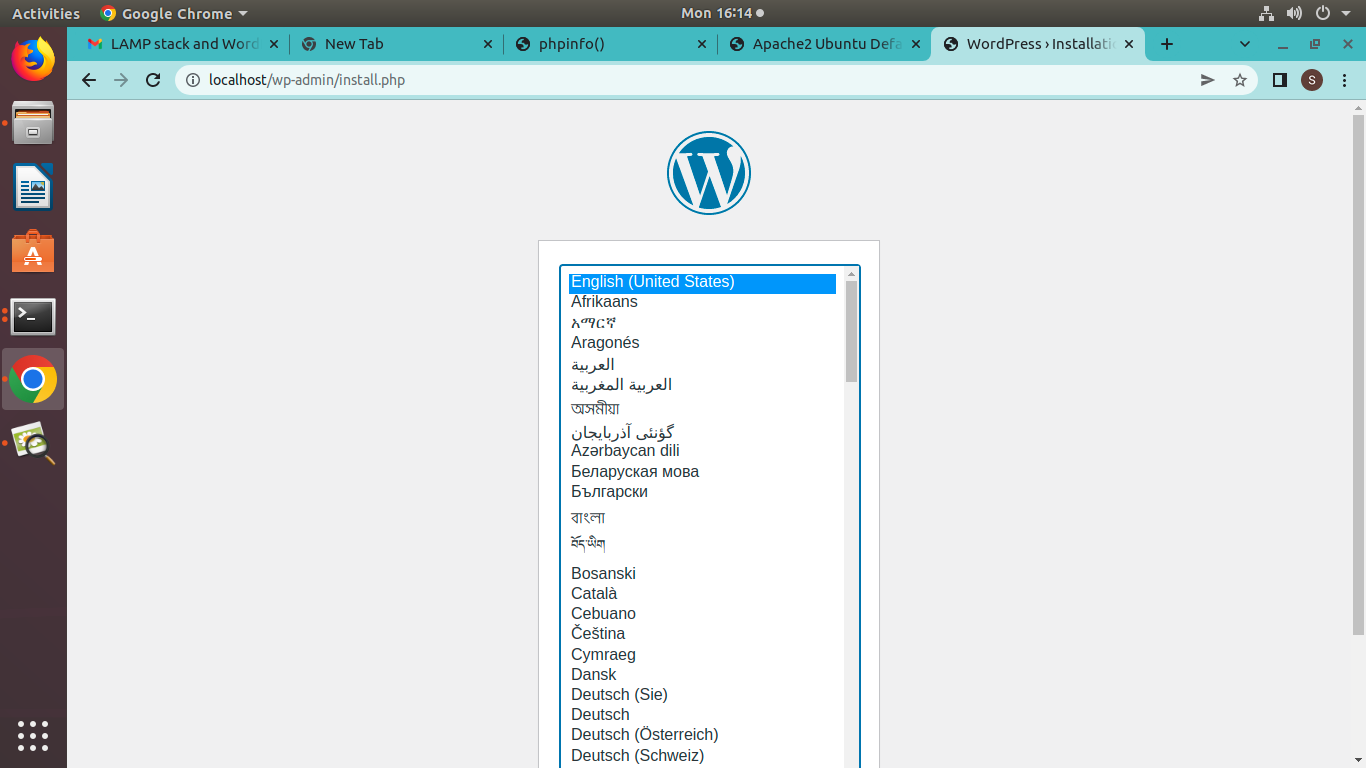 Activities Google Chrome Mon 16:14
LAMP stack and Word New Tab phpinfo() Apache2 Ubuntu Defa WordPress › Installatio
localhost/wp-admin/install.php S
English (United States)
Afrikaans
አማርኛ
Aragonés
العربية
العربية المغربية
অসমীয়া
گؤنئی آذربایجان
Azərbaycan dili
Беларуская мова
Български
বাংলা
བོད་ཡིག
Bosanski
Català
Cebuano
Čeština
Cymraeg
Dansk
Deutsch (Sie)
Deutsch
Deutsch (Österreich)
Deutsch (Schweiz)